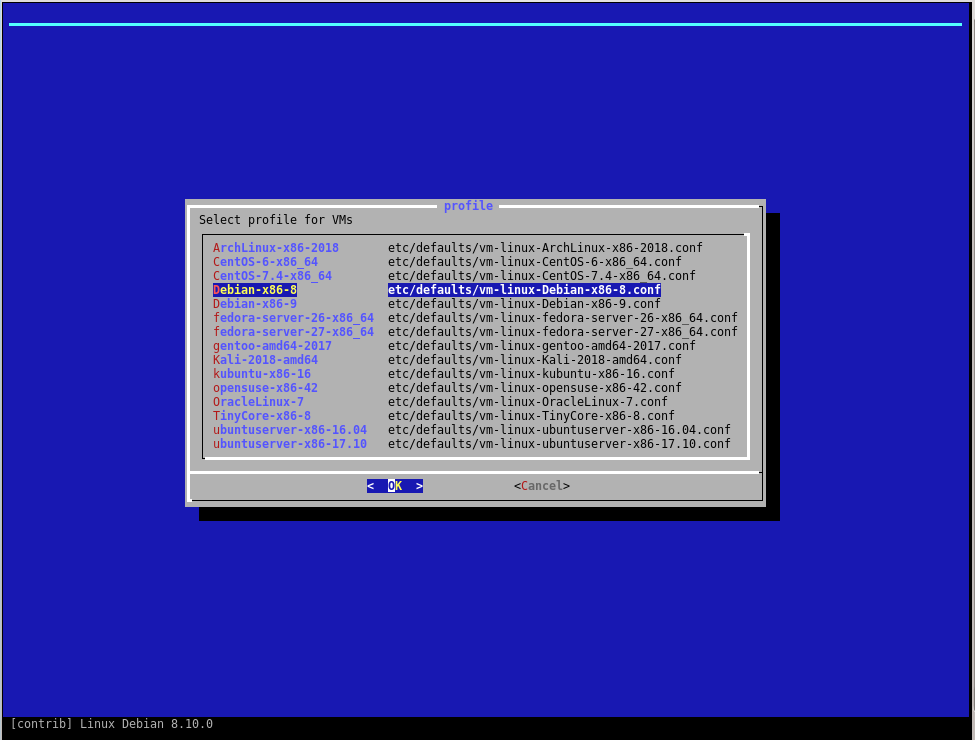 profile
Select profile for VMs
ArchLinux-x86-2018 etc/defaults/vm-linux-ArchLinux-x86-2018.conf
CentOS-6-x86_64 etc/defaults/vm-linux-CentOS-6-x86_64.conf
CentOS-7.4-x86_64 etc/defaults/vm-linux-CentOS-7.4-x86_64.conf
Debian-x86-8 etc/defaults/vm-linux-Debian-x86-8.conf
Debian-x86-9 etc/defaults/vm-linux-Debian-x86-9.conf
fedora-server-26-x86_64 etc/defaults/vm-linux-fedora-server-26-x86_64.conf
fedora-server-27-x86_64 etc/defaults/vm-linux-fedora-server-27-x86_64.conf
gentoo-amd64-2017 etc/defaults/vm-linux-gentoo-amd64-2017.conf
Kali-2018-amd64 etc/defaults/vm-linux-Kali-2018-amd64.conf
kubuntu-x86-16 etc/defaults/vm-linux-kubuntu-x86-16.conf
opensuse-x86-42 etc/defaults/vm-linux-opensuse-x86-42.conf
OracleLinux-7 etc/defaults/vm-linux-OracleLinux-7.conf
TinyCore-x86-8 etc/defaults/vm-linux-TinyCore-x86-8.conf
ubuntuserver-x86-16.04 etc/defaults/vm-linux-ubuntuserver-x86-16.04.conf
ubuntuserver-x86-17.10 etc/defaults/vm-linux-ubuntuserver-x86-17.10.conf
<  OK  > <Cancel>
[contrib] Linux Debian 8.10.0